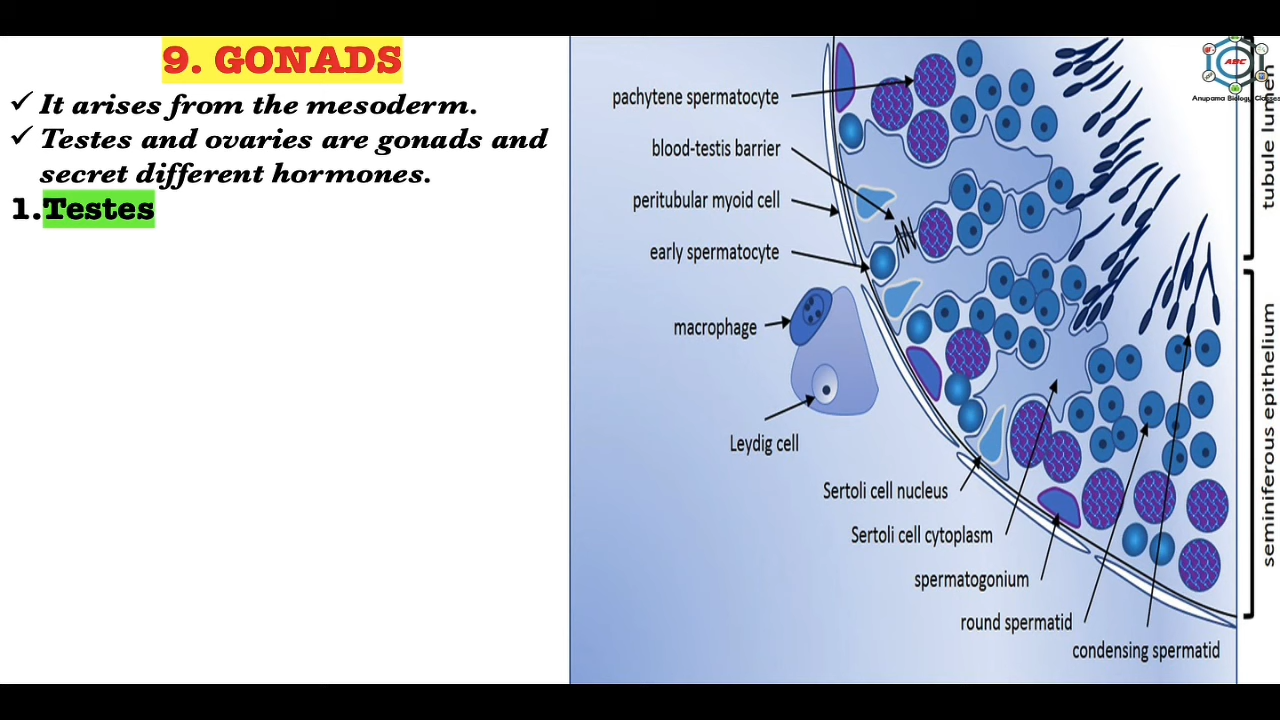 9. GONADS
✓ It arises from the mesoderm.
✓ Testes and ovaries are gonads and
secret different hormones.
1.Testes
pachytene spermatocyte
blood-testis barrier
peritubular myoid cell
early spermatocyte
macrophage
Leydig cell
Sertoli cell nucleus
Sertoli cell cytoplasm
spermatogonium
round spermatid
condensing spermatid
tubule lumen
seminiferous epithelium
ABC
Anupama Biology Classes